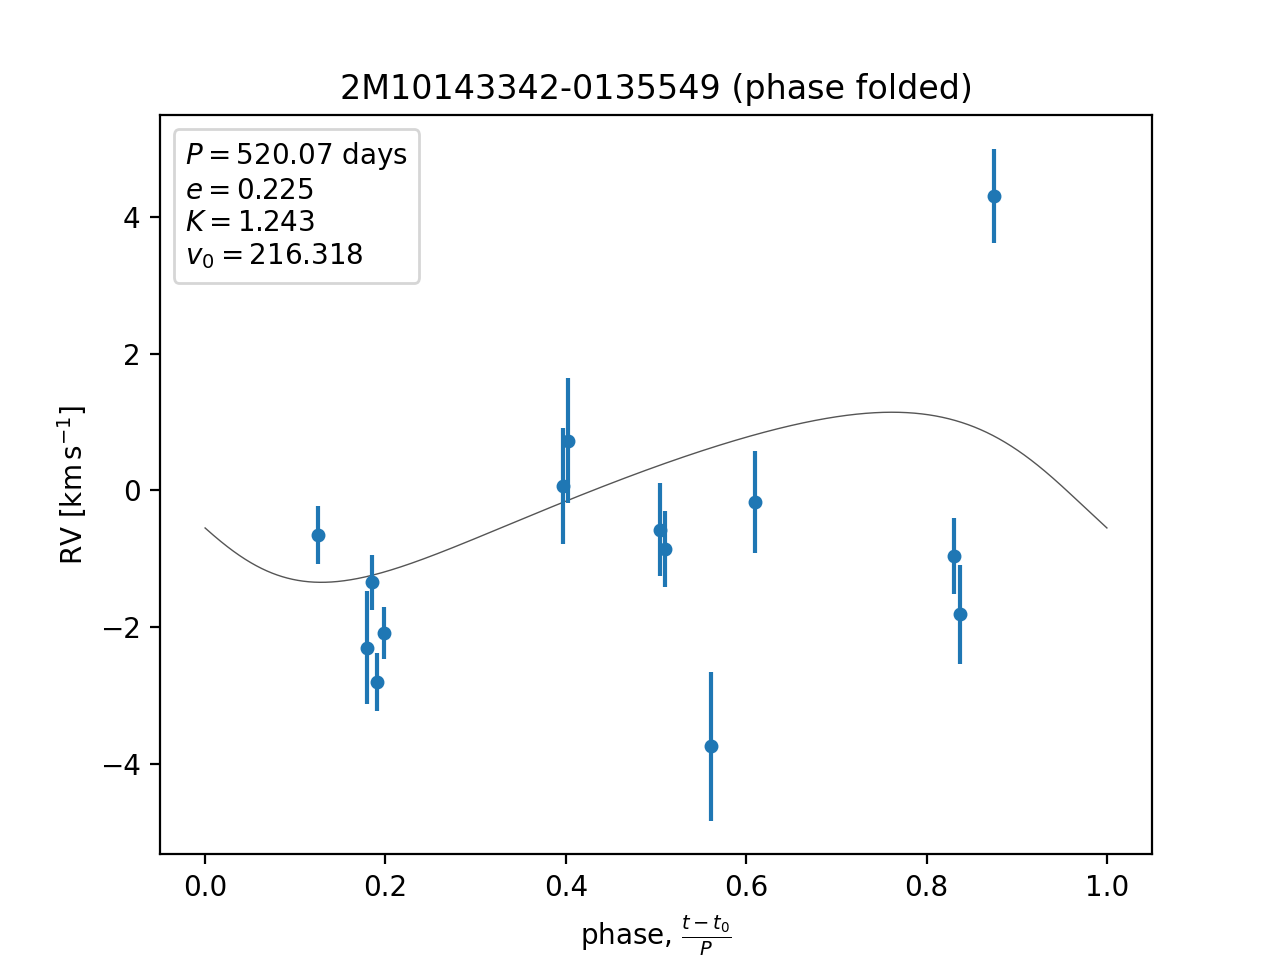 2M10143342-0135549 (phase folded)
P = 520.07 days
e = 0.225
K = 1.243
v₀ = 216.318
4
2
0
−2
−4
RV [km s⁻¹]
0.0 0.2 0.4 0.6 0.8 1.0
phase, (t − t₀)/P